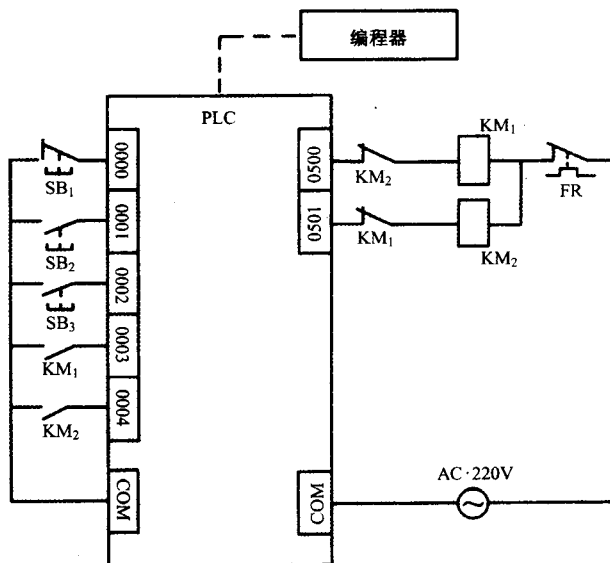 编程器
PLC
KM₁
0000
0500
SB₁
KM₂
FR
0001
0501
SB₂
KM₁
KM₂
0002
SB₃
0003
KM₁
0004
KM₂
AC·220V
COM
COM